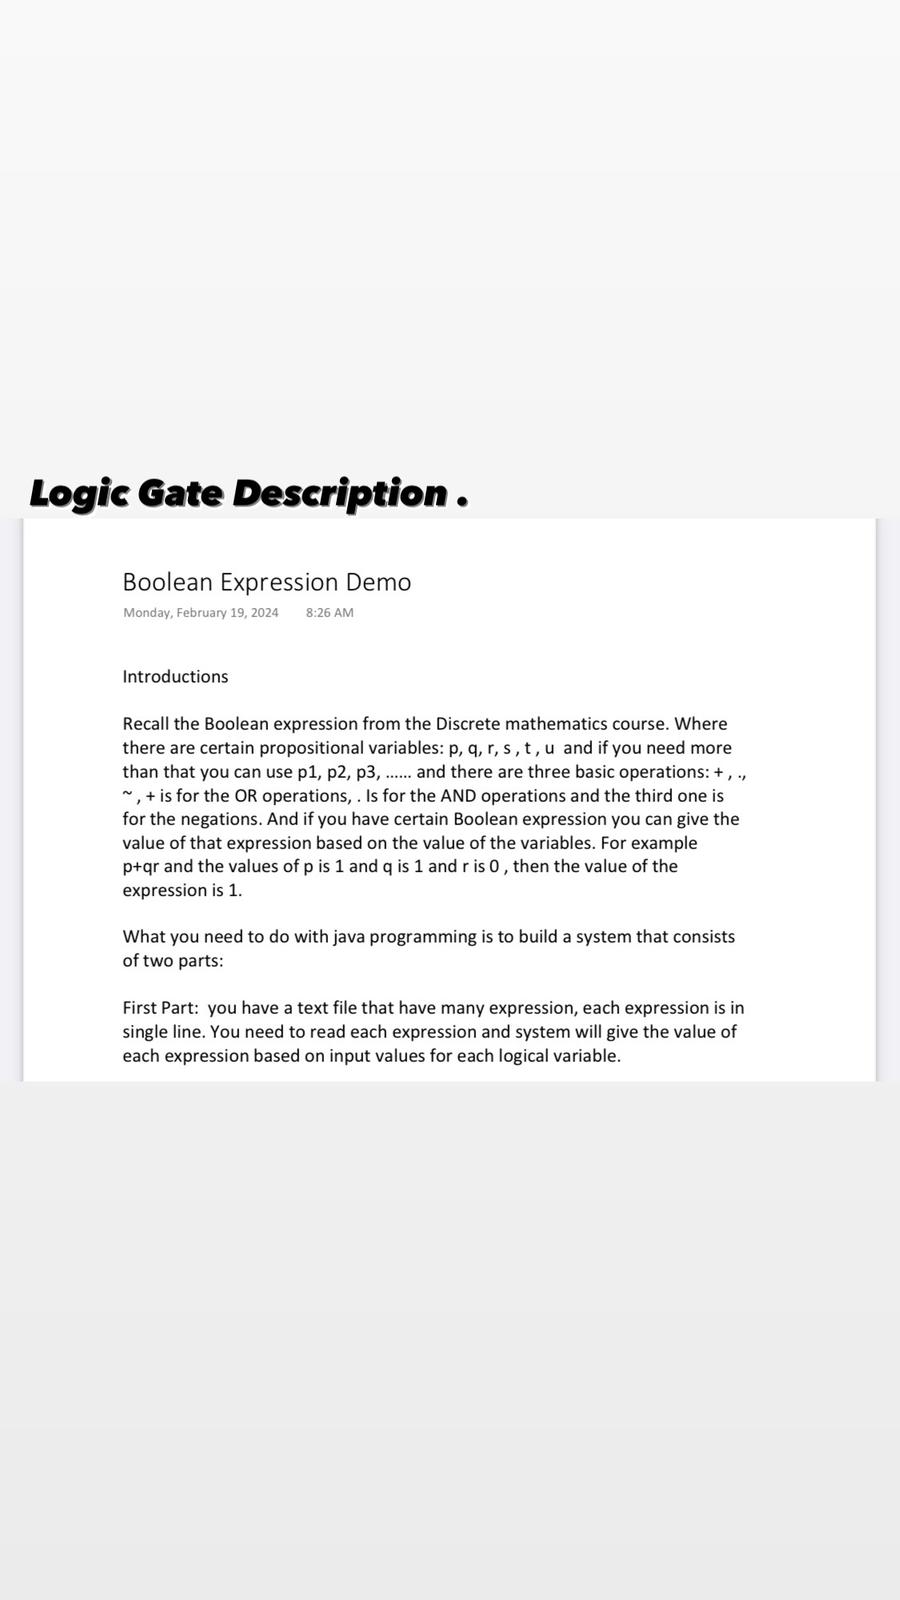 Logic Gate Description .
Boolean Expression Demo
Monday, February 19, 2024 8:26 AM
Introductions
Recall the Boolean expression from the Discrete mathematics course. Where
there are certain propositional variables: p, q, r, s , t , u and if you need more
than that you can use p1, p2, p3, ...... and there are three basic operations: + , .,
~ , + is for the OR operations, . Is for the AND operations and the third one is
for the negations. And if you have certain Boolean expression you can give the
value of that expression based on the value of the variables. For example
p+qr and the values of p is 1 and q is 1 and r is 0 , then the value of the
expression is 1.
What you need to do with java programming is to build a system that consists
of two parts:
First Part: you have a text file that have many expression, each expression is in
single line. You need to read each expression and system will give the value of
each expression based on input values for each logical variable.